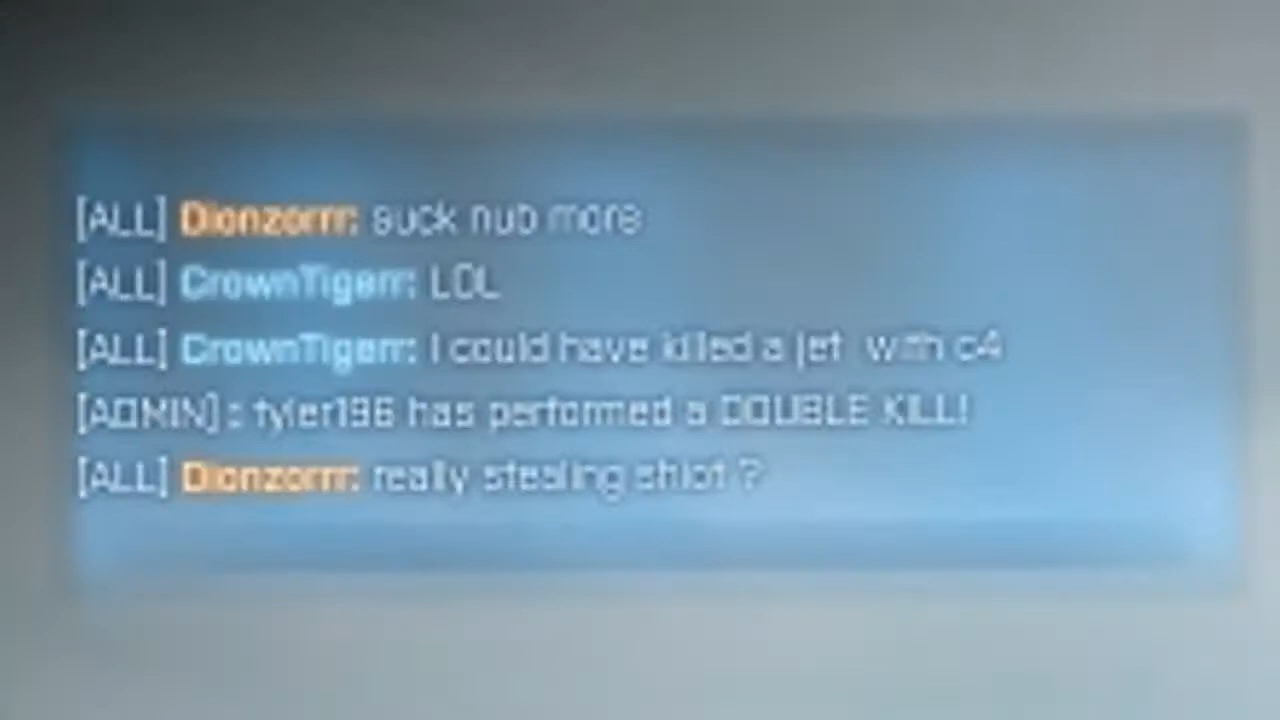 [ALL] Dionzorrr: suck nub more
[ALL] CrownTigerr: LOL
[ALL] CrownTigerr: I could have killed a jet with c4
[ADMIN] : tyler196 has performed a DOUBLE KILL!
[ALL] Dionzorrr: really stealing